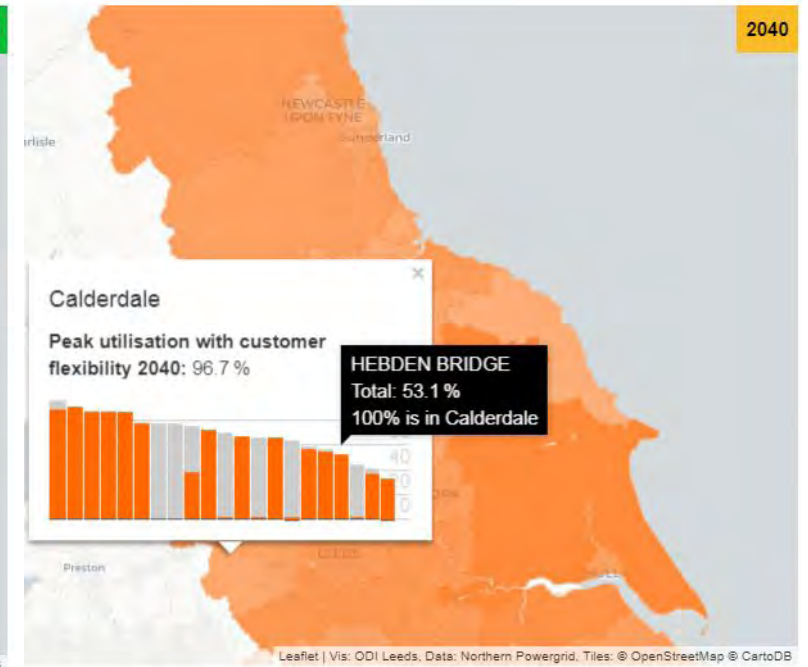 2040
NEWCASTLE
UPON TYNE
Sunderland
Calderdale
×
Peak utilisation with customer
flexibility 2040: 96.7 %
HEBDEN BRIDGE
Total: 53.1 %
100% is in Calderdale
40
20
0
LEEDS
Preston
Leaflet | Vis: ODI Leeds, Data: Northern Powergrid, Tiles: © OpenStreetMap © CartoDB